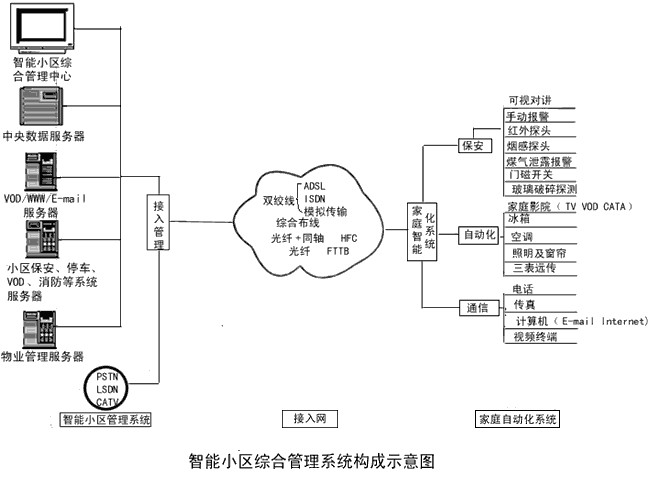 智能小区综
合管理中心
中央数据服务器
VOD/WWW/E-mail
服务器
小区保安、停车、
VOD、消防等系统
服务器
物业管理服务器
PSTN
LSDN
CATV
智能小区管理系统
接入管理
双绞线
ADSL
ISDN
模拟传输
综合布线
光纤+同轴 HFC
光纤 FTTB
接入网
家庭智能
化系统
保安
可视对讲
手动报警
红外探头
烟感探头
煤气泄露报警
门磁开关
玻璃破碎探测
自动化
家庭影院(TV VOD CATA)
冰箱
空调
照明及窗帘
三表远传
通信
电话
传真
计算机(E-mail Internet)
视频终端
家庭自动化系统
智能小区综合管理系统构成示意图